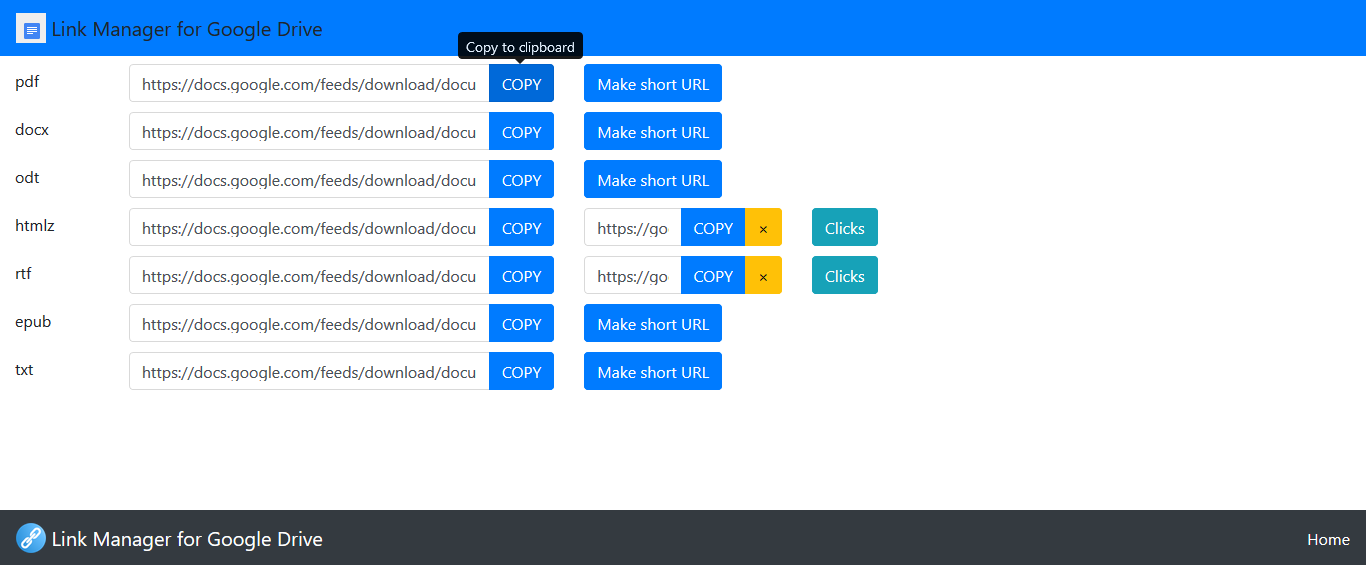 Link Manager for Google Drive
Copy to clipboard
pdf https://docs.google.com/feeds/download/docu COPY Make short URL
docx https://docs.google.com/feeds/download/docu COPY Make short URL
odt https://docs.google.com/feeds/download/docu COPY Make short URL
htmlz https://docs.google.com/feeds/download/docu COPY https://go COPY × Clicks
rtf https://docs.google.com/feeds/download/docu COPY https://go COPY × Clicks
epub https://docs.google.com/feeds/download/docu COPY Make short URL
txt https://docs.google.com/feeds/download/docu COPY Make short URL
Link Manager for Google Drive Home